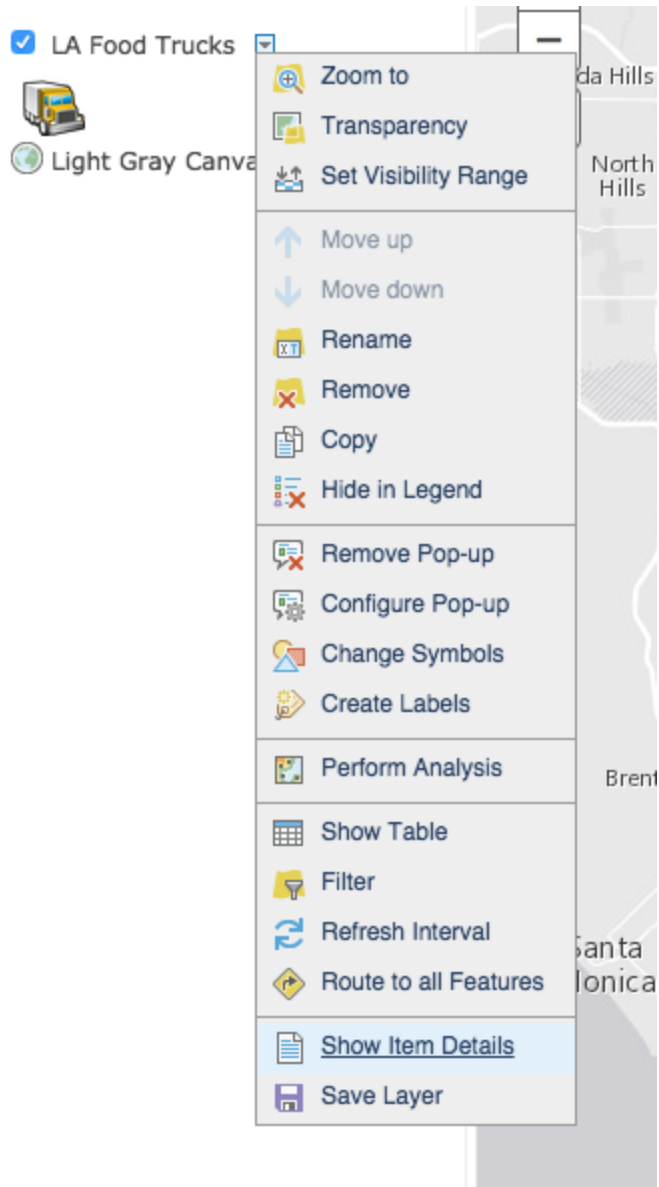 LA Food Trucks
Light Gray Canva
Zoom to
Transparency
Set Visibility Range
Move up
Move down
Rename
Remove
Copy
Hide in Legend
Remove Pop-up
Configure Pop-up
Change Symbols
Create Labels
Perform Analysis
Show Table
Filter
Refresh Interval
Route to all Features
Show Item Details
Save Layer
da Hills
North
Hills
Brent
Santa
Monica